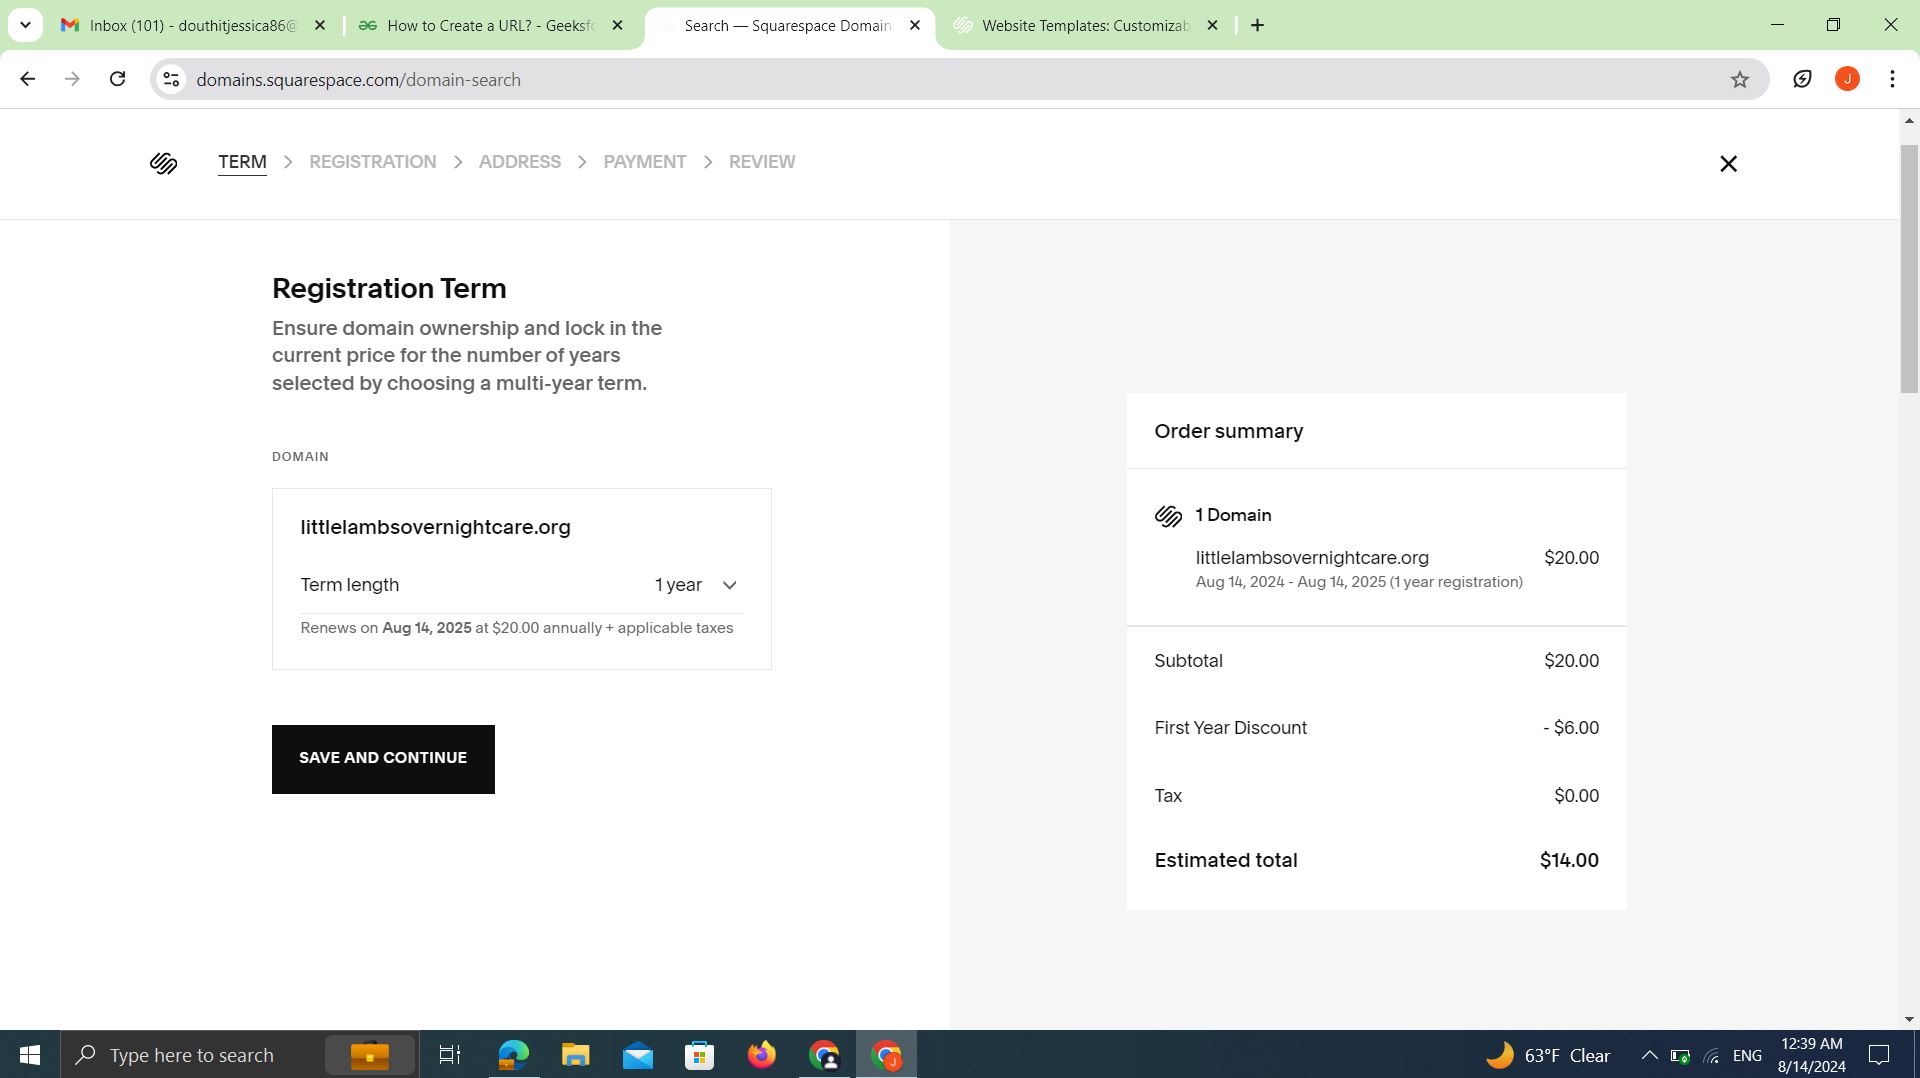 Inbox (101) - douthitjessica86@
How to Create a URL? - Geeksfo
Search — Squarespace Domain
Website Templates: Customizab
domains.squarespace.com/domain-search
J
TERM > REGISTRATION > ADDRESS > PAYMENT > REVIEW
Registration Term
Ensure domain ownership and lock in the
current price for the number of years
selected by choosing a multi-year term.
DOMAIN
littlelambsovernightcare.org
Term length 1 year
Renews on Aug 14, 2025 at $20.00 annually + applicable taxes
SAVE AND CONTINUE
Order summary
1 Domain
littlelambsovernightcare.org $20.00
Aug 14, 2024 - Aug 14, 2025 (1 year registration)
Subtotal $20.00
First Year Discount - $6.00
Tax $0.00
Estimated total $14.00
Type here to search
J
63°F Clear
ENG
12:39 AM
8/14/2024